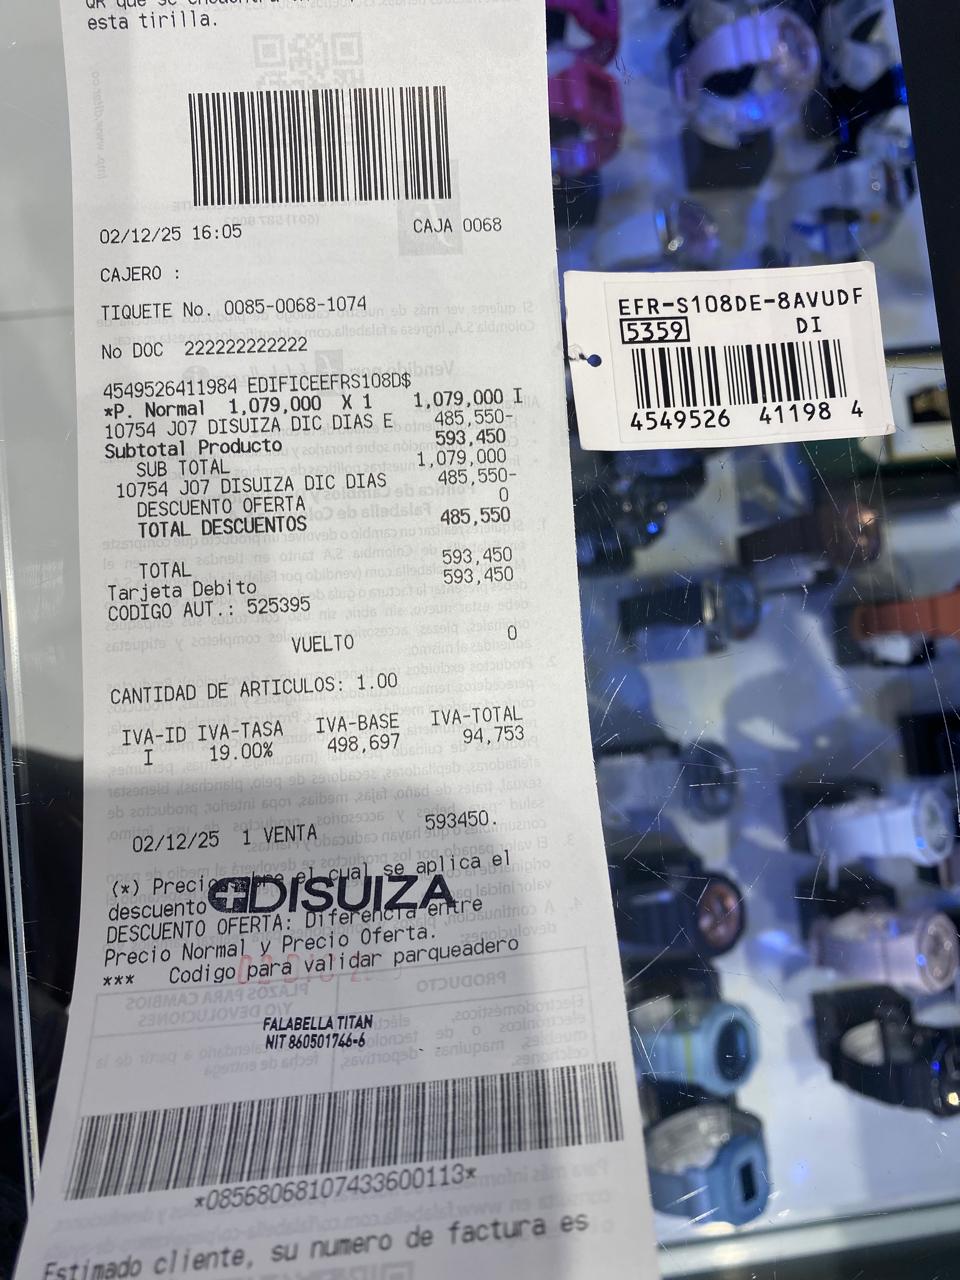 esta tirilla.
02/12/25 16:05 CAJA 0068
CAJERO :
TIQUETE No. 0085-0068-1074
No DOC 222222222222
4549526411984 EDIFICEEFRS108D$
*P. Normal 1,079,000 X 1 1,079,000 I
10754 J07 DISUIZA DIC DIAS E 485,550-
Subtotal Producto 593,450
SUB TOTAL 1,079,000
10754 J07 DISUIZA DIC DIAS 485,550-
DESCUENTO OFERTA 0
TOTAL DESCUENTOS 485,550
TOTAL 593,450
Tarjeta Debito 593,450
CODIGO AUT.: 525395
VUELTO 0
CANTIDAD DE ARTICULOS: 1.00
IVA-ID IVA-TASA IVA-BASE IVA-TOTAL
I 19.00% 498,697 94,753
02/12/25 1 VENTA 593450.
(*) el cual se aplica el
descuento
DISUIZA
DESCUENTO OFERTA: Diferencia entre
Precio Normal y Precio Oferta.
*** Codigo para validar parqueadero
FALABELLA TITAN
NIT 860501746-6
*08568068107433600113*
Estimado cliente, su numero de factura es
EFR-S108DE-8AVUDF
5359 DI
4549526 41198 4